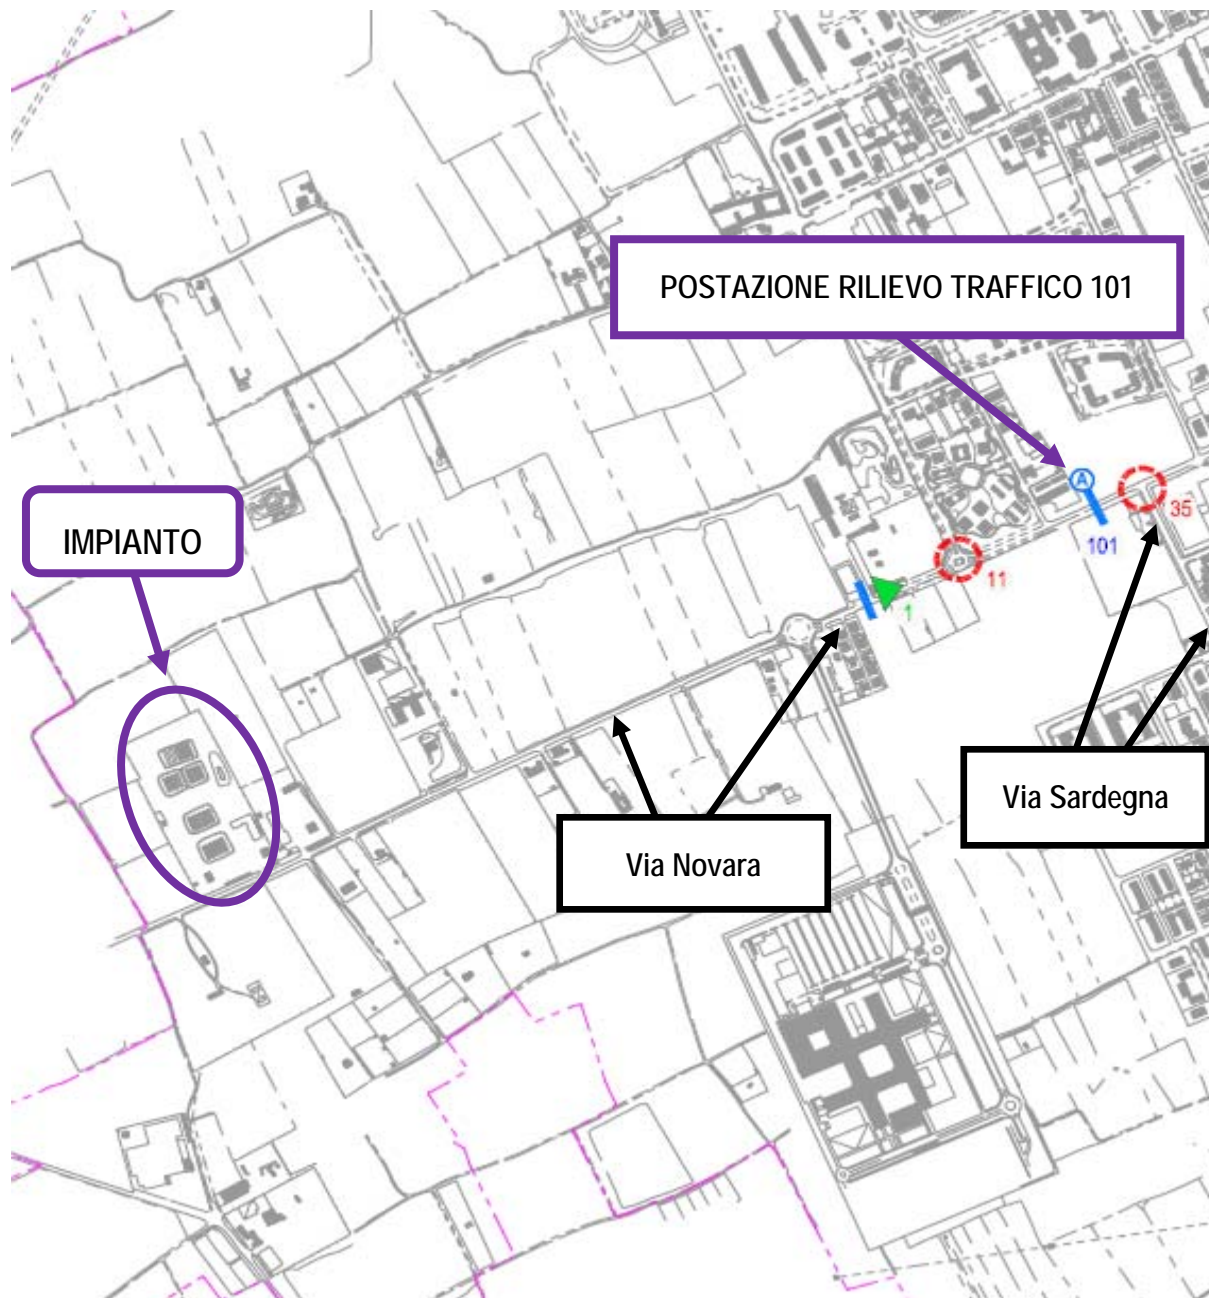 POSTAZIONE RILIEVO TRAFFICO 101
A
35
IMPIANTO
101
11
1
Via Sardegna
Via Novara